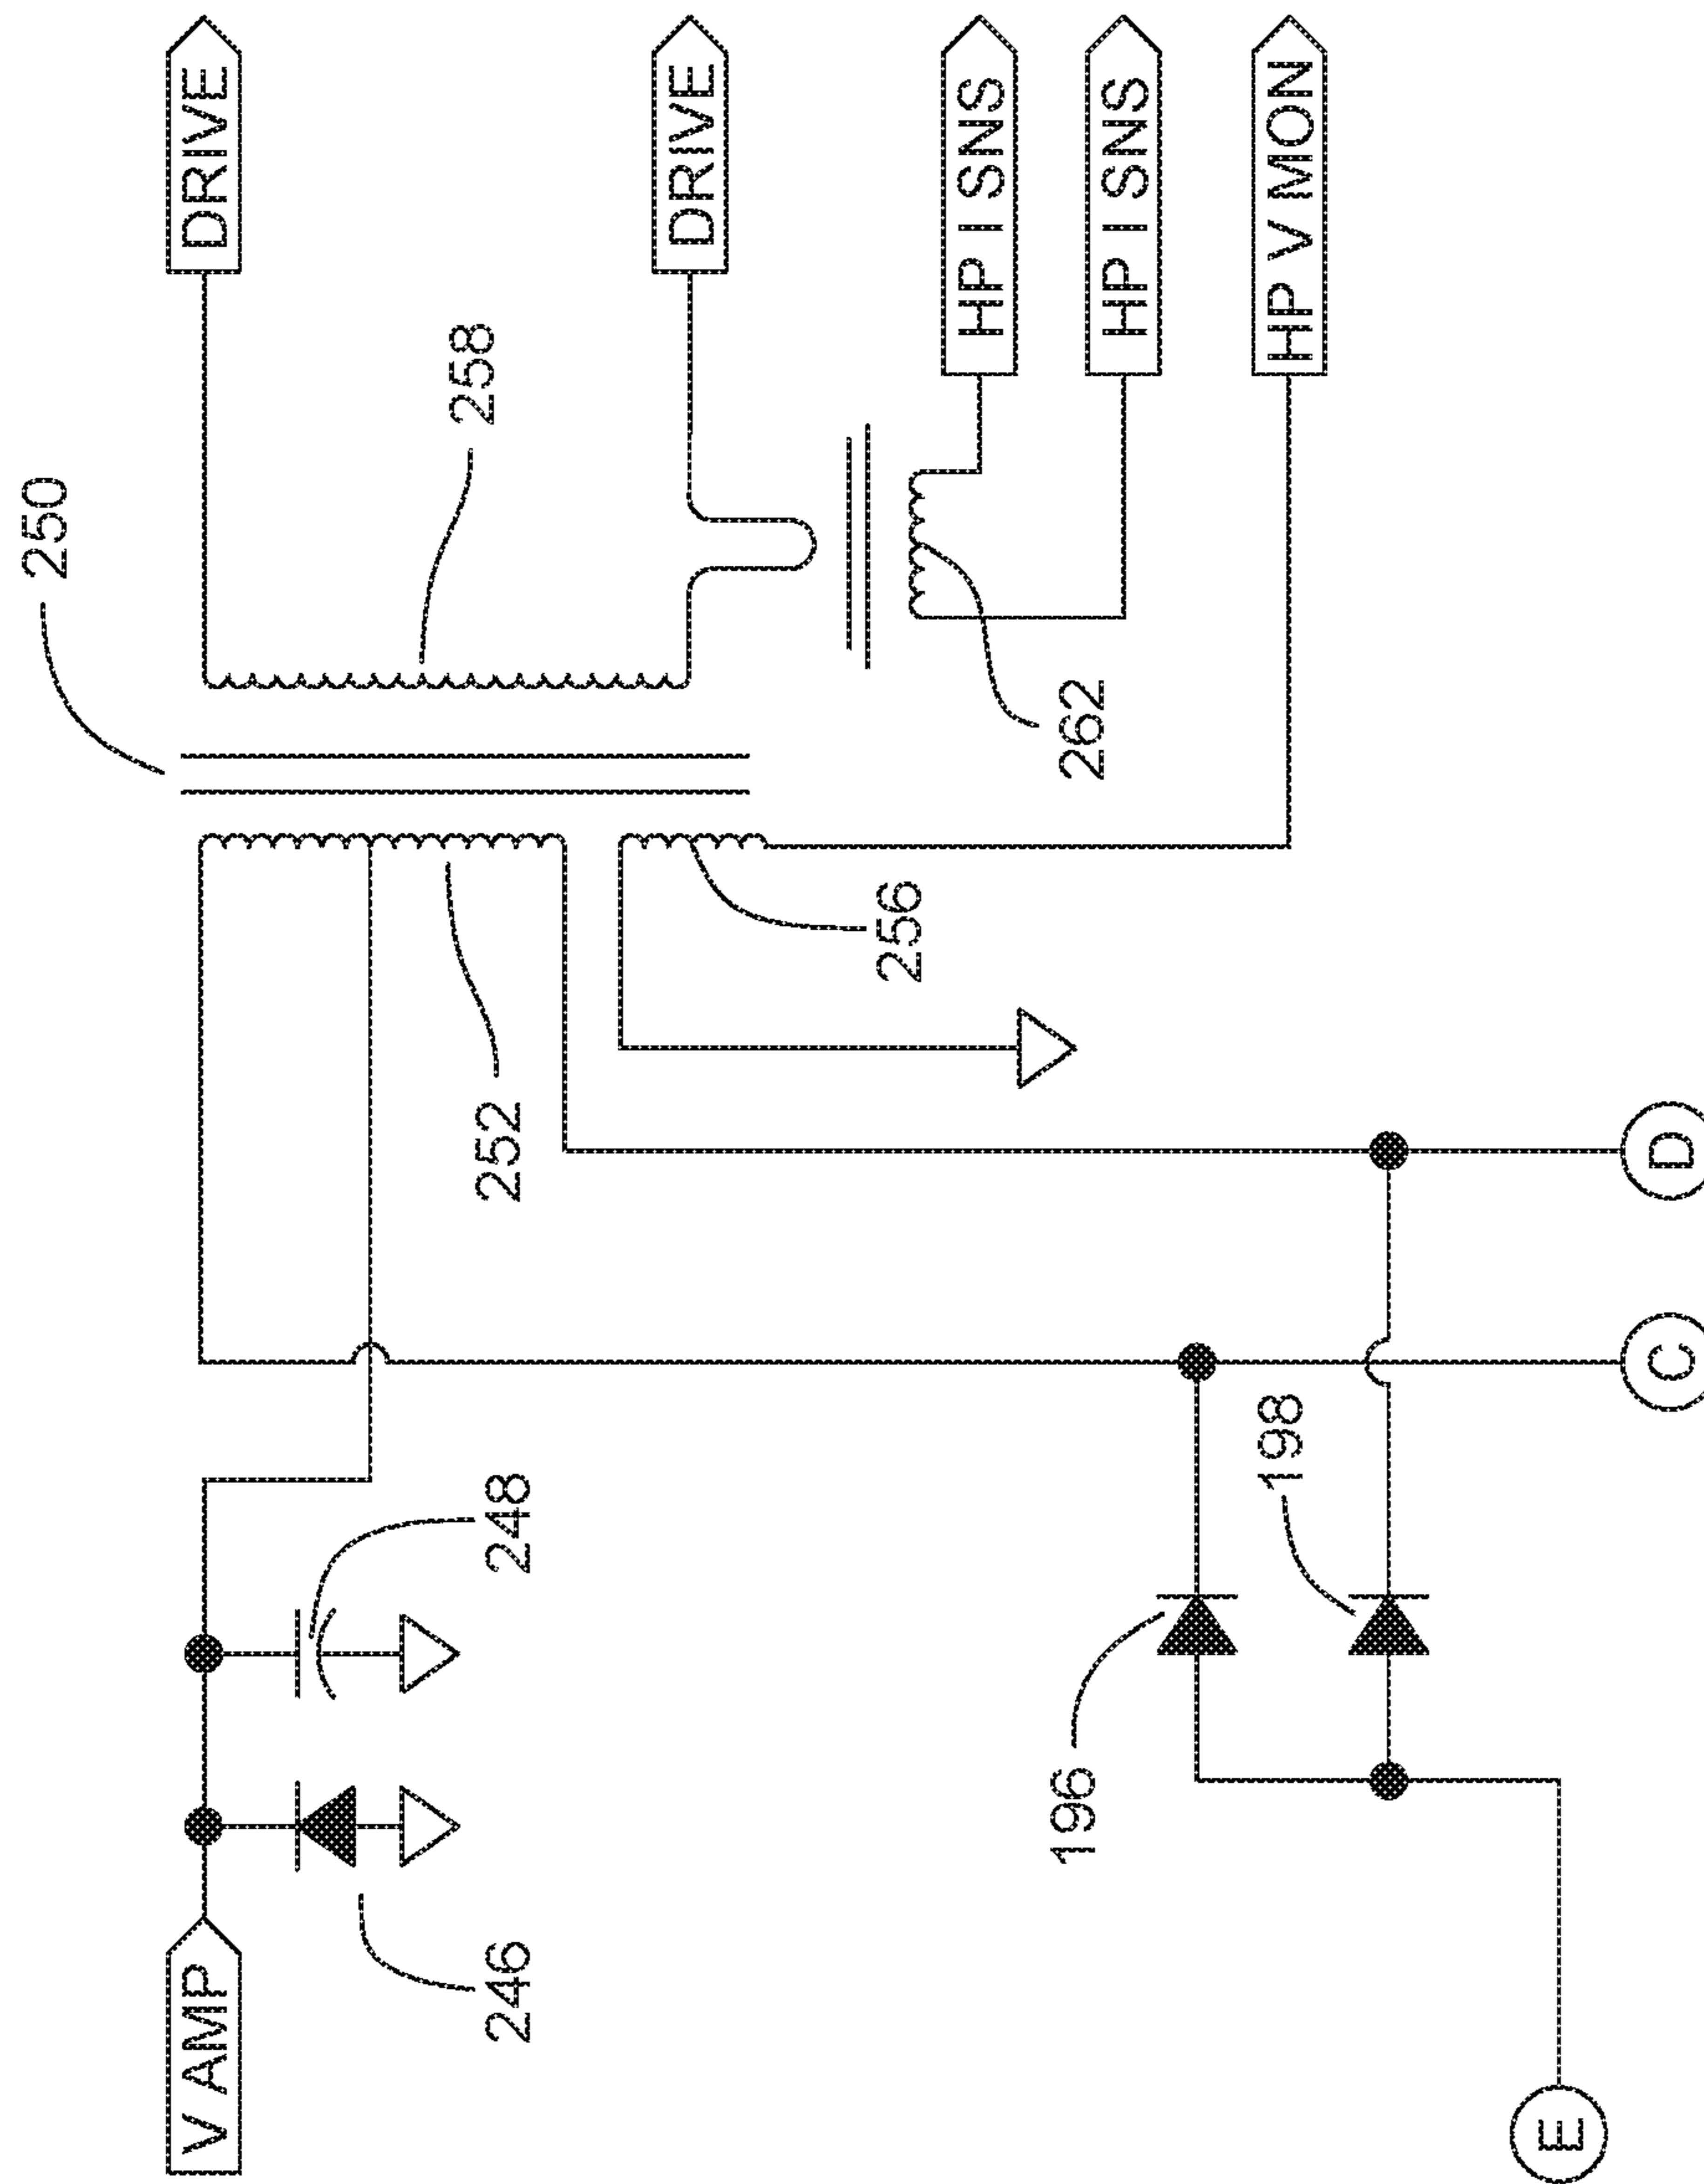 250
DRIVE
258
DRIVE
HP I SNS
HP I SNS
HP V MON
262
256
252
V AMP
248
246
196
198
C
D
E